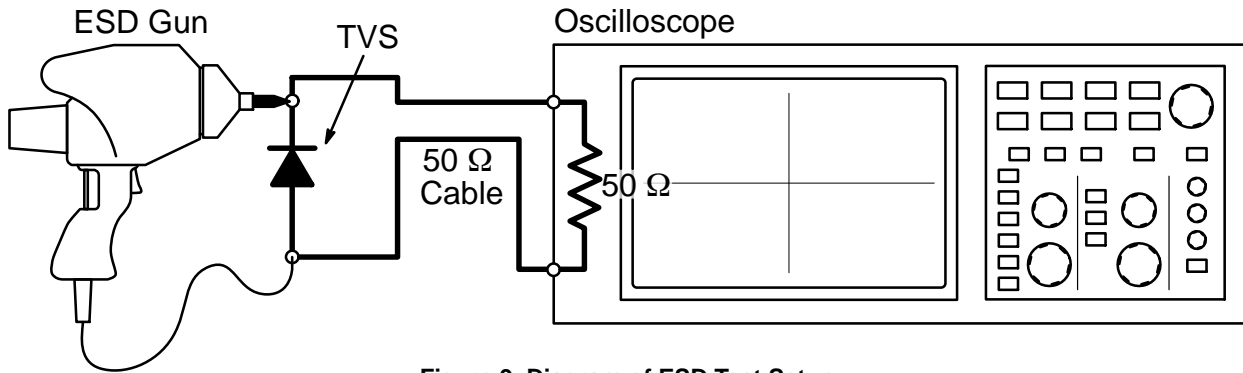 ESD Gun
TVS
Oscilloscope
50 Ω
Cable
50 Ω